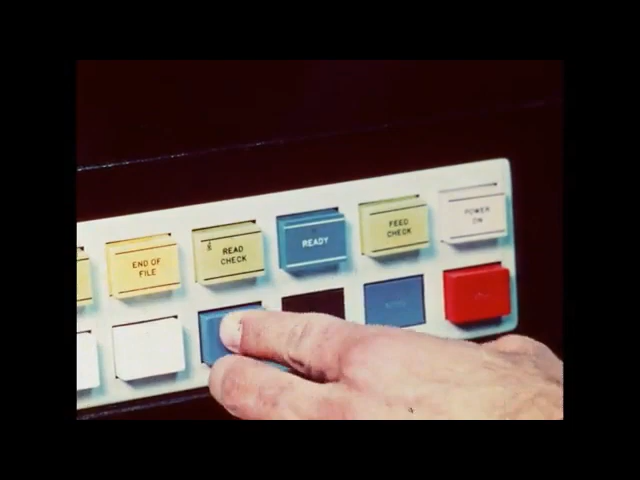 END OF
FILE
READ
CHECK
READY
FEED
CHECK
POWER
ON